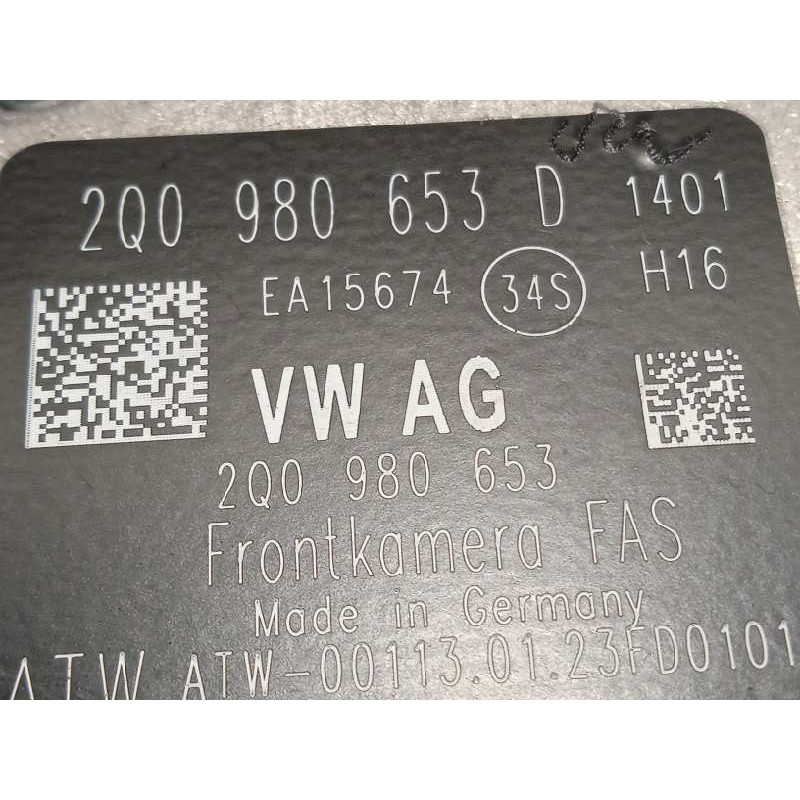 2Q0 980 653 D 1401
EA15674 34S H16
VW AG
2Q0 980 653
Frontkamera FAS
Made in Germany
ATW ATW-00113.01.23FD0101